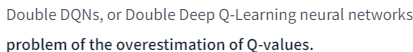 Double DQNs, or Double Deep Q-Learning neural networks
problem of the overestimation of Q-values.